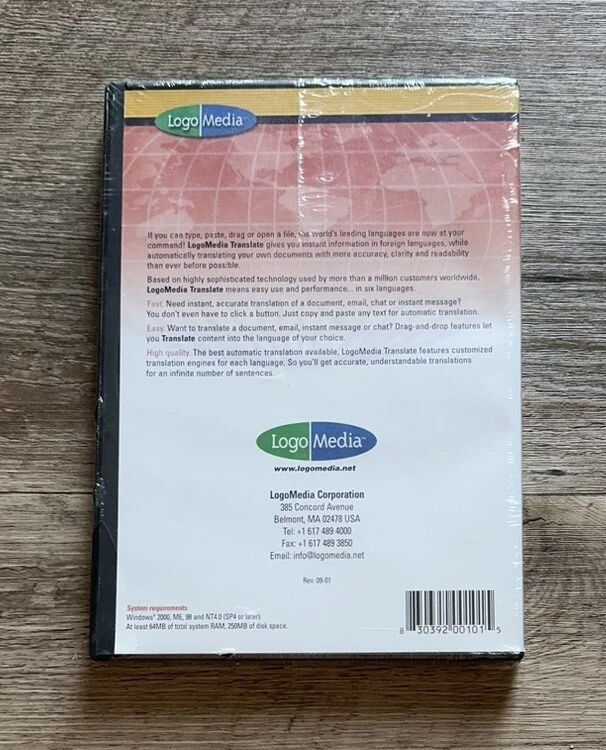 LogoMedia™
If you can type, paste, drag or open a file, the world's leading languages are now at your
command! LogoMedia Translate gives you instant information in foreign languages, while
automatically translating your own documents with more accuracy, clarity and readability
than ever before possible.
Based on highly sophisticated technology used by more than a million customers worldwide,
LogoMedia Translate means easy use and performance... in six languages.
Fast. Need instant, accurate translation of a document, email, chat or instant message?
You don't even have to click a button. Just copy and paste any text for automatic translation.
Easy. Want to translate a document, email, instant message or chat? Drag-and-drop features let
you Translate content into the language of your choice.
High quality. The best automatic translation available, LogoMedia Translate features customized
translation engines for each language. So you'll get accurate, understandable translations
for an infinite number of sentences.
LogoMedia™
www.logomedia.net
LogoMedia Corporation
385 Concord Avenue
Belmont, MA 02478 USA
Tel: +1 617 489 4000
Fax: +1 617 489 3850
Email: info@logomedia.net
Rev. 09-01
System requirements
Windows® 2000, ME, 98 and NT4.0 (SP4 or later).
At least 64MB of total system RAM, 250MB of disk space.
8 30392 00101 5